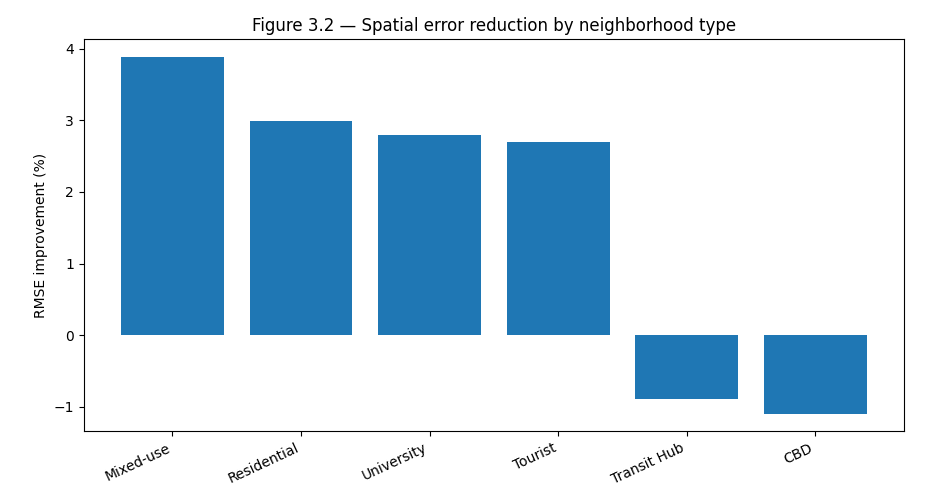 Figure 3.2 — Spatial error reduction by neighborhood type
RMSE improvement (%)
4
3
2
1
0
−1
Mixed-use
Residential
University
Tourist
Transit Hub
CBD